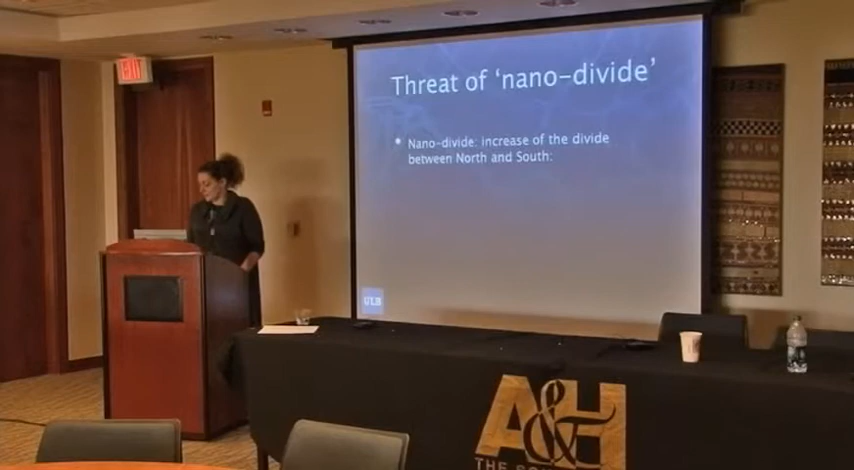 EXIT
Threat of 'nano-divide'
Nano-divide: increase of the divide
between North and South:
ULB
A&H
THE